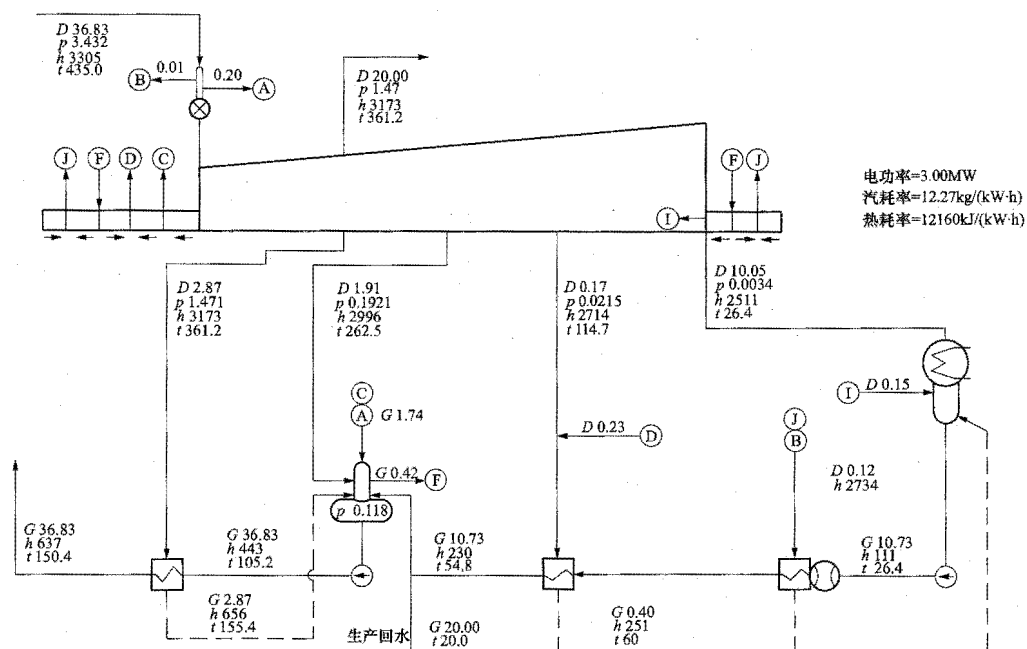 D 36.83
p 3.432
h 3305
t 435.0
B
0.01
0.20
A
D 20.00
p 1.47
h 3173
t 361.2
J
F
D
C
I
F
J
电功率=3.00MW
汽耗率=12.27kg/(kW·h)
热耗率=12160kJ/(kW·h)
D 2.87
p 1.471
h 3173
t 361.2
D 1.91
p 0.1921
h 2996
t 262.5
D 0.17
p 0.0215
h 2714
t 114.7
D 10.05
p 0.0034
h 2511
t 26.4
C
A
G 1.74
I
D 0.15
D 0.23
D
J
B
G 0.42
F
D 0.12
h 2734
p 0.118
G 36.83
h 637
t 150.4
G 36.83
h 443
t 105.2
G 10.73
h 230
t 54.8
G 10.73
h 111
t 26.4
G 2.87
h 656
t 155.4
生产回水
G 20.00
t 20.0
G 0.40
h 251
t 60